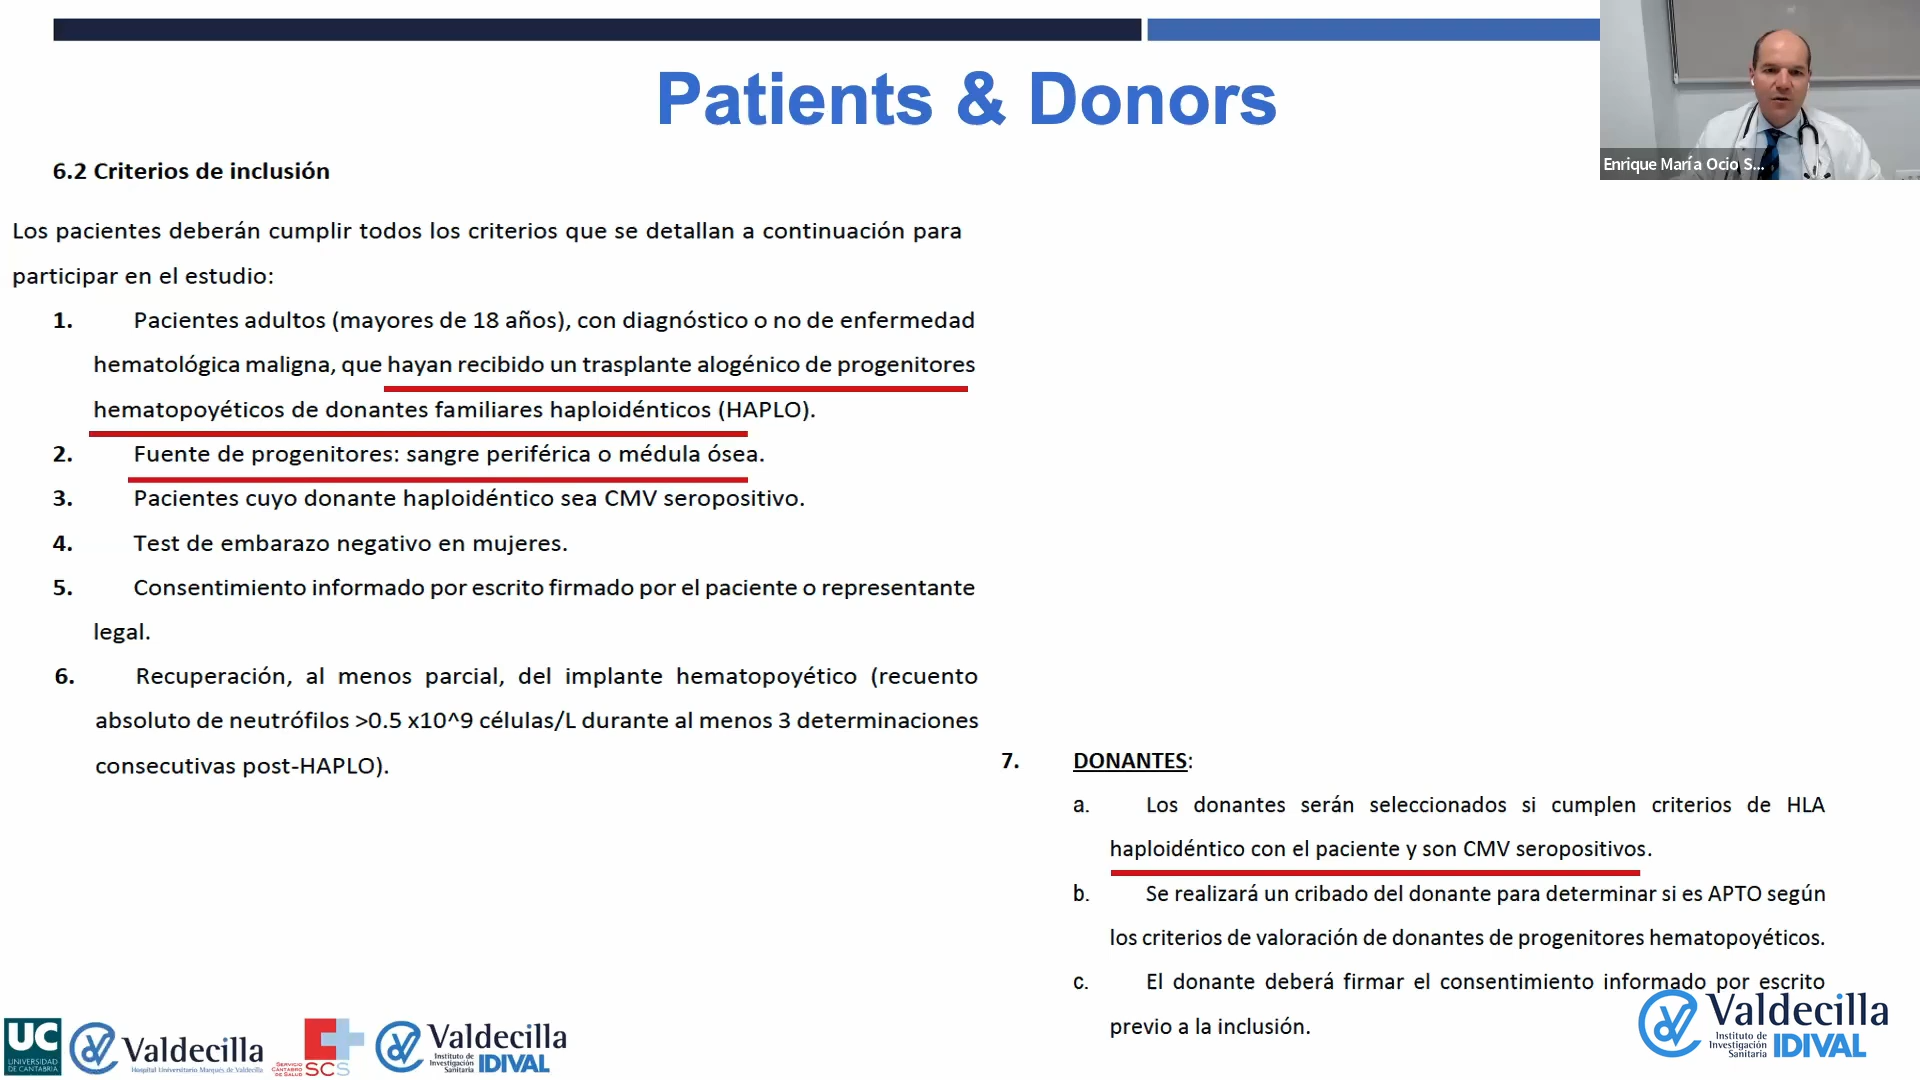 Patients & Donors
Enrique María Ocio S...
6.2 Criterios de inclusión
Los pacientes deberán cumplir todos los criterios que se detallan a continuación para
participar en el estudio:
1. Pacientes adultos (mayores de 18 años), con diagnóstico o no de enfermedad
hematológica maligna, que hayan recibido un trasplante alogénico de progenitores
hematopoyéticos de donantes familiares haploidénticos (HAPLO).
2. Fuente de progenitores: sangre periférica o médula ósea.
3. Pacientes cuyo donante haploidéntico sea CMV seropositivo.
4. Test de embarazo negativo en mujeres.
5. Consentimiento informado por escrito firmado por el paciente o representante
legal.
6. Recuperación, al menos parcial, del implante hematopoyético (recuento
absoluto de neutrófilos >0.5 x10^9 células/L durante al menos 3 determinaciones
consecutivas post-HAPLO).
7. DONANTES:
a. Los donantes serán seleccionados si cumplen criterios de HLA
haploidéntico con el paciente y son CMV seropositivos.
b. Se realizará un cribado del donante para determinar si es APTO según
los criterios de valoración de donantes de progenitores hematopoyéticos.
c. El donante deberá firmar el consentimiento informado por escrito
previo a la inclusión.
UC
UNIVERSIDAD
DE CANTABRIA
Valdecilla
Hospital Universitario Marqués de Valdecilla
SERVICIO
CÁNTABRO
DE SALUD
SCS
Valdecilla
Instituto de
Investigación
Sanitaria
IDIVAL
Valdecilla
Instituto de
Investigación
Sanitaria
IDIVAL